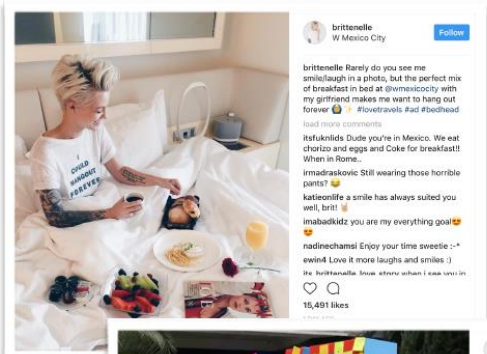 brittenelle
W Mexico City
Follow
brittenelle Rarely do you see me
smile/laugh in a photo, but the perfect mix
of breakfast in bed at @wmexicocity with
my girlfriend makes me want to hang out
forever #lovetravels #ad #bedhead
load more comments
itsfuknlids Dude you're in Mexico. We eat
chorizo and eggs and Coke for breakfast!!
When in Rome..
irmadraskovic Still wearing those horrible
pants? 😂
katieonlife a smile has always suited you
well, brit! 🤘
imabadkidz you are my everything goal😍
😍
nadinechamsi Enjoy your time sweetie :-*
ewin4 Love it more laughs and smiles :)
its_brittenelle_love_story when i see you in
15,491 likes
I
COULD
HANGOUT
FOREVER